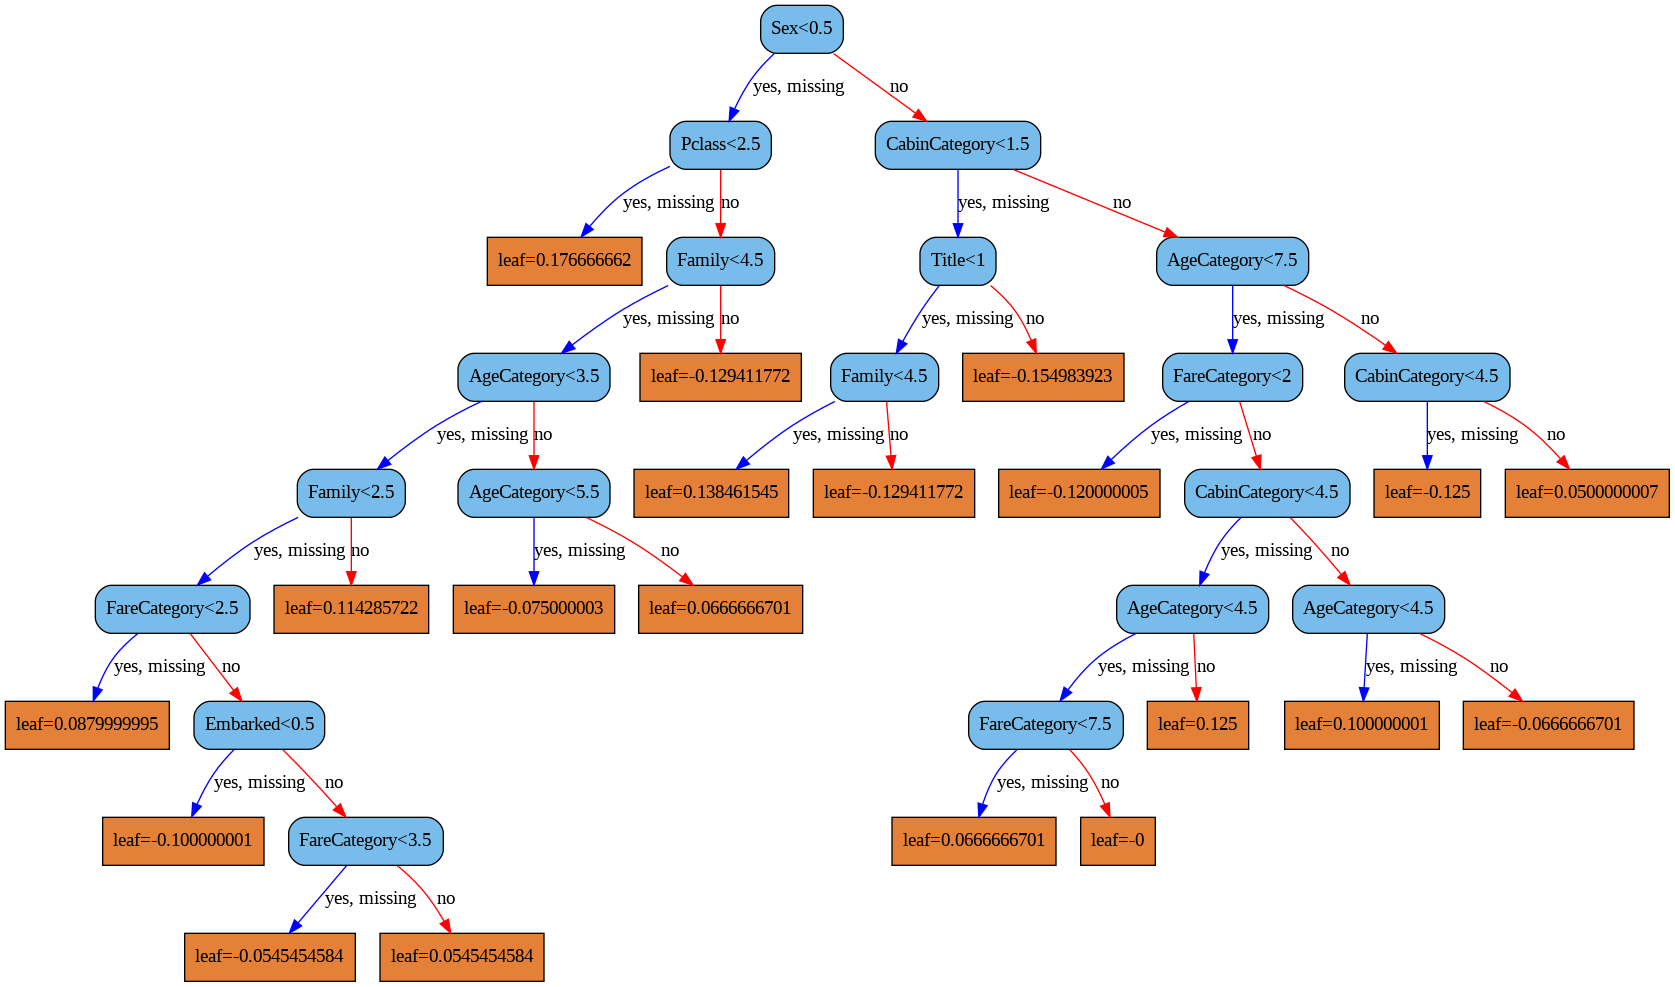 Sex<0.5
yes, missing
no
Pclass<2.5
CabinCategory<1.5
yes, missing
no
yes, missing
no
leaf=0.176666662
Family<4.5
Title<1
AgeCategory<7.5
yes, missing
no
yes, missing
no
yes, missing
no
AgeCategory<3.5
leaf=-0.129411772
Family<4.5
leaf=-0.154983923
FareCategory<2
CabinCategory<4.5
yes, missing
no
yes, missing
no
yes, missing
no
yes, missing
no
Family<2.5
AgeCategory<5.5
leaf=0.138461545
leaf=-0.129411772
leaf=-0.120000005
CabinCategory<4.5
leaf=-0.125
leaf=0.0500000007
yes, missing
no
yes, missing
no
yes, missing
no
FareCategory<2.5
leaf=0.114285722
leaf=-0.075000003
leaf=0.0666666701
AgeCategory<4.5
AgeCategory<4.5
yes, missing
no
yes, missing
no
yes, missing
no
leaf=0.0879999995
Embarked<0.5
FareCategory<7.5
leaf=0.125
leaf=0.100000001
leaf=-0.0666666701
yes, missing
no
yes, missing
no
leaf=-0.100000001
FareCategory<3.5
leaf=0.0666666701
leaf=-0
yes, missing
no
leaf=-0.0545454584
leaf=0.0545454584